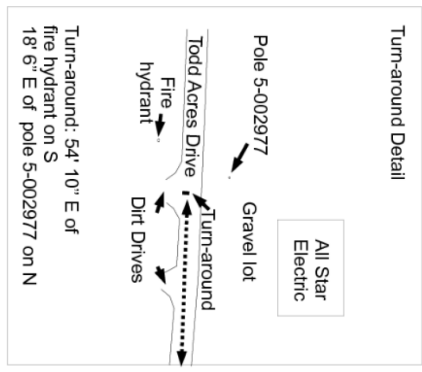 Turn-around Detail
All Star
Electric
Pole 5-002977
Gravel lot
Todd Acres Drive
Turn-around
Fire
hydrant
Dirt Drives
Turn-around: 54' 10" E of
fire hydrant on S
18' 6" E of pole 5-002977 on N